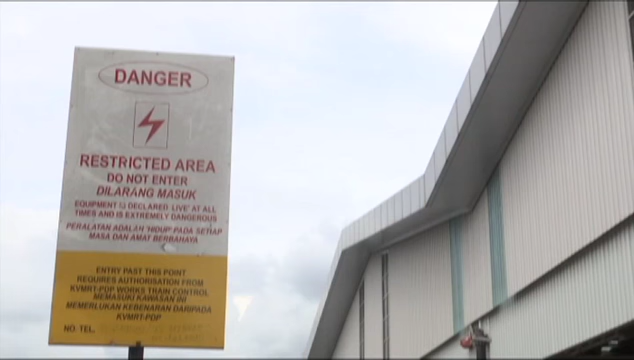 DANGER
RESTRICTED AREA
DO NOT ENTER
DILARANG MASUK
EQUIPMENT IS DECLARED 'LIVE' AT ALL
TIMES AND IS EXTREMELY DANGEROUS
PERALATAN ADALAH 'HIDUP' PADA SETIAP
MASA DAN AMAT BERBAHAYA
ENTRY PAST THIS POINT
REQUIRES AUTHORISATION FROM
KVMRT-PDP WORKS TRAIN CONTROL
MEMASUKI KAWASAN INI
MEMERLUKAN KEBENARAN DARIPADA
KVMRT-PDP
NO. TEL.